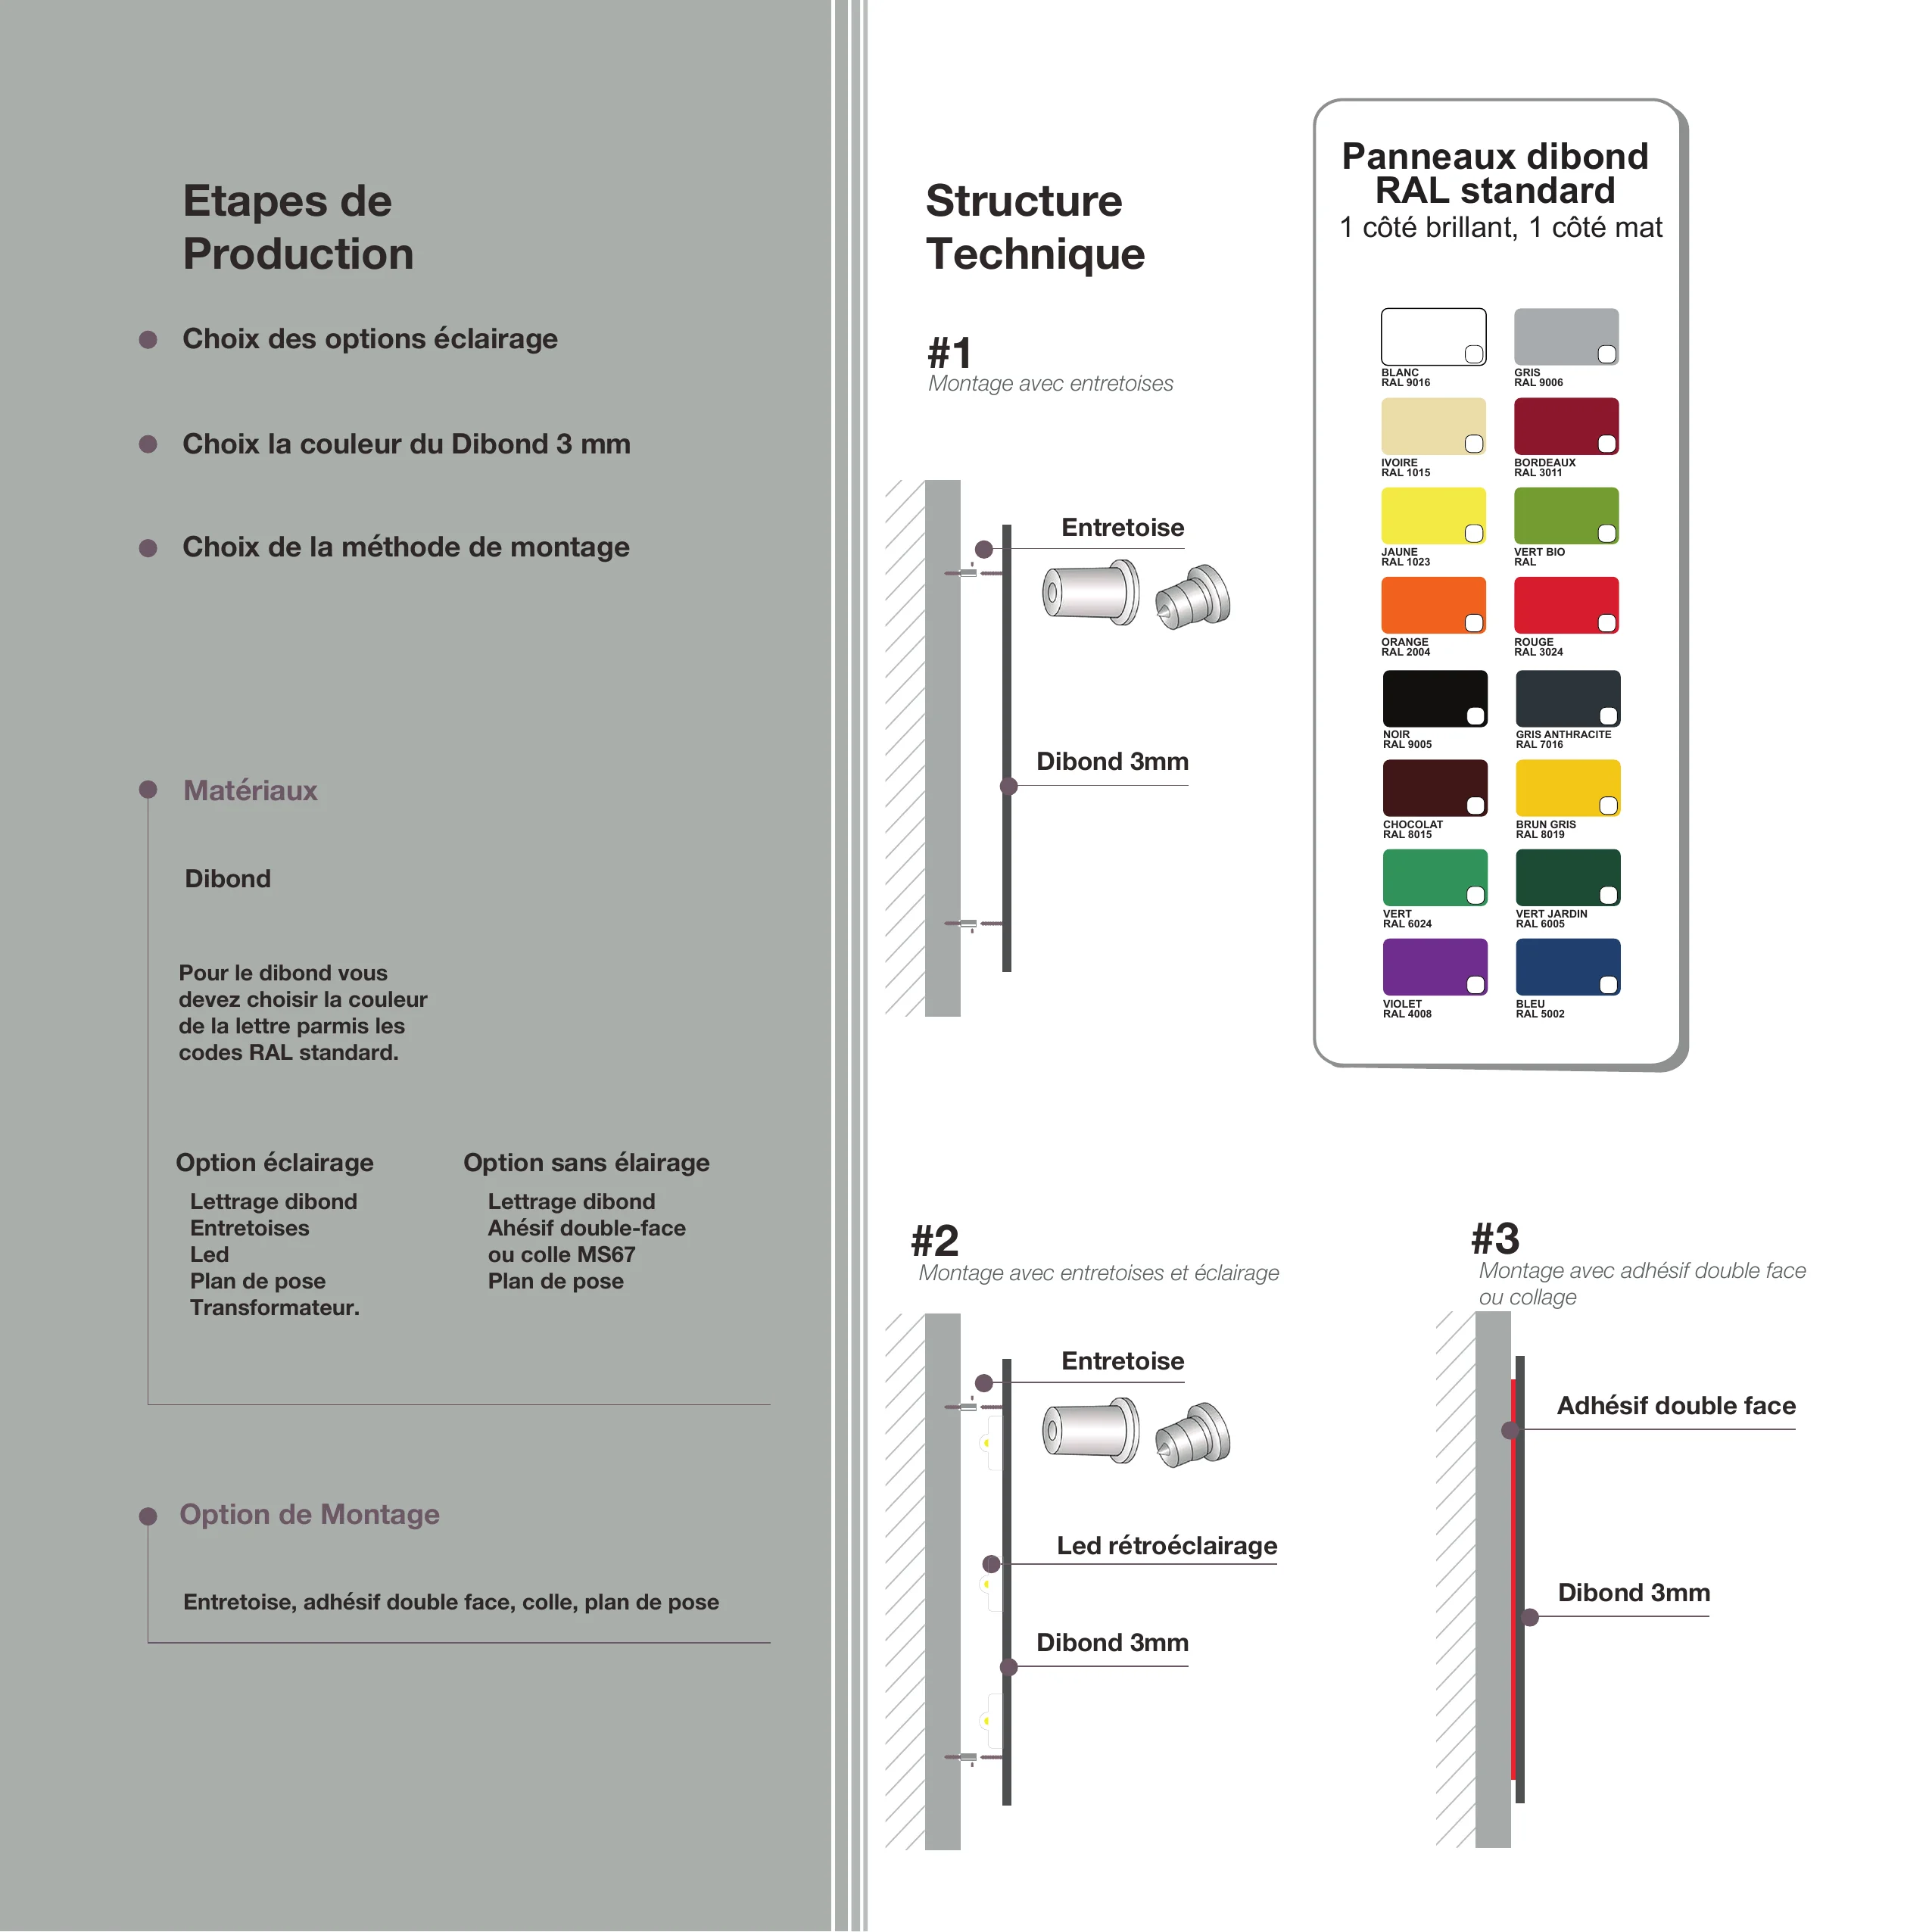 Etapes de
Production
Choix des options éclairage
Choix la couleur du Dibond 3 mm
Choix de la méthode de montage
Matériaux
Dibond
Pour le dibond vous
devez choisir la couleur
de la lettre parmis les
codes RAL standard.
Option éclairage
Lettrage dibond
Entretoises
Led
Plan de pose
Transformateur.
Option sans élairage
Lettrage dibond
Ahésif double-face
ou colle MS67
Plan de pose
Option de Montage
Entretoise, adhésif double face, colle, plan de pose
Structure
Technique
#1
Montage avec entretoises
Entretoise
Dibond 3mm
Panneaux dibond
RAL standard
1 côté brillant, 1 côté mat
BLANC
RAL 9016
GRIS
RAL 9006
IVOIRE
RAL 1015
BORDEAUX
RAL 3011
JAUNE
RAL 1023
VERT BIO
RAL
ORANGE
RAL 2004
ROUGE
RAL 3024
NOIR
RAL 9005
GRIS ANTHRACITE
RAL 7016
CHOCOLAT
RAL 8015
BRUN GRIS
RAL 8019
VERT
RAL 6024
VERT JARDIN
RAL 6005
VIOLET
RAL 4008
BLEU
RAL 5002
#2
Montage avec entretoises et éclairage
Entretoise
Led rétroéclairage
Dibond 3mm
#3
Montage avec adhésif double face
ou collage
Adhésif double face
Dibond 3mm